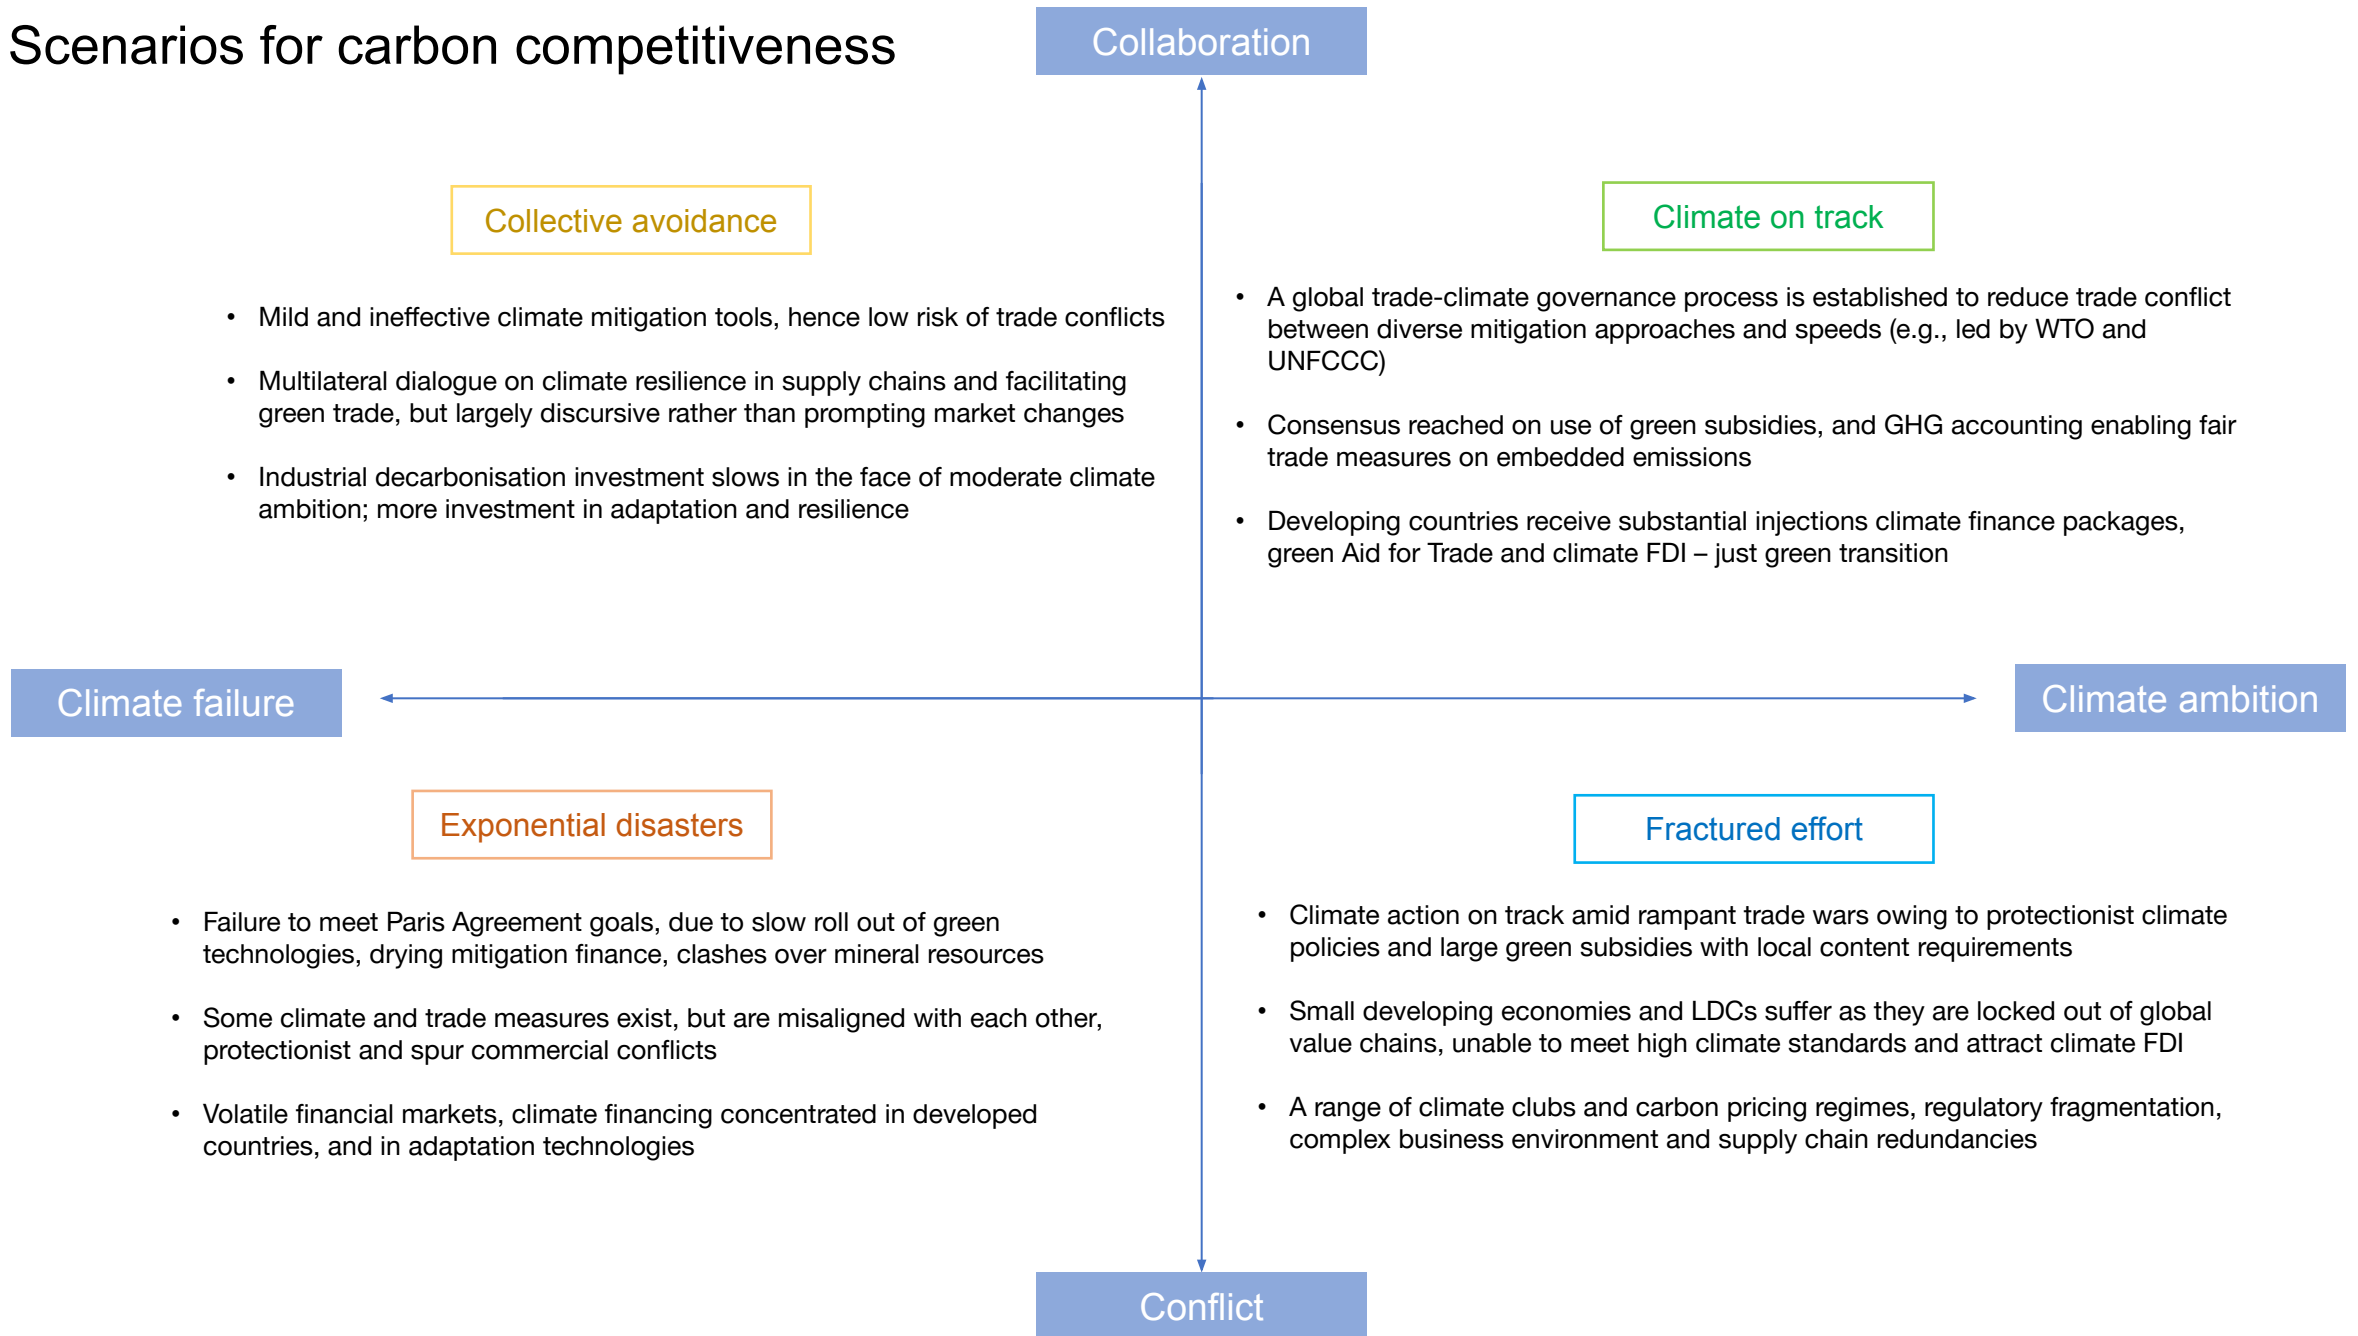 Scenarios for carbon competitiveness
Collaboration
Collective avoidance
• Mild and ineffective climate mitigation tools, hence low risk of trade conflicts
• Multilateral dialogue on climate resilience in supply chains and facilitating
green trade, but largely discursive rather than prompting market changes
• Industrial decarbonisation investment slows in the face of moderate climate
ambition; more investment in adaptation and resilience
Climate on track
• A global trade-climate governance process is established to reduce trade conflict
between diverse mitigation approaches and speeds (e.g., led by WTO and
UNFCCC)
• Consensus reached on use of green subsidies, and GHG accounting enabling fair
trade measures on embedded emissions
• Developing countries receive substantial injections climate finance packages,
green Aid for Trade and climate FDI – just green transition
Climate failure
Climate ambition
Exponential disasters
• Failure to meet Paris Agreement goals, due to slow roll out of green
technologies, drying mitigation finance, clashes over mineral resources
• Some climate and trade measures exist, but are misaligned with each other,
protectionist and spur commercial conflicts
• Volatile financial markets, climate financing concentrated in developed
countries, and in adaptation technologies
Fractured effort
• Climate action on track amid rampant trade wars owing to protectionist climate
policies and large green subsidies with local content requirements
• Small developing economies and LDCs suffer as they are locked out of global
value chains, unable to meet high climate standards and attract climate FDI
• A range of climate clubs and carbon pricing regimes, regulatory fragmentation,
complex business environment and supply chain redundancies
Conflict